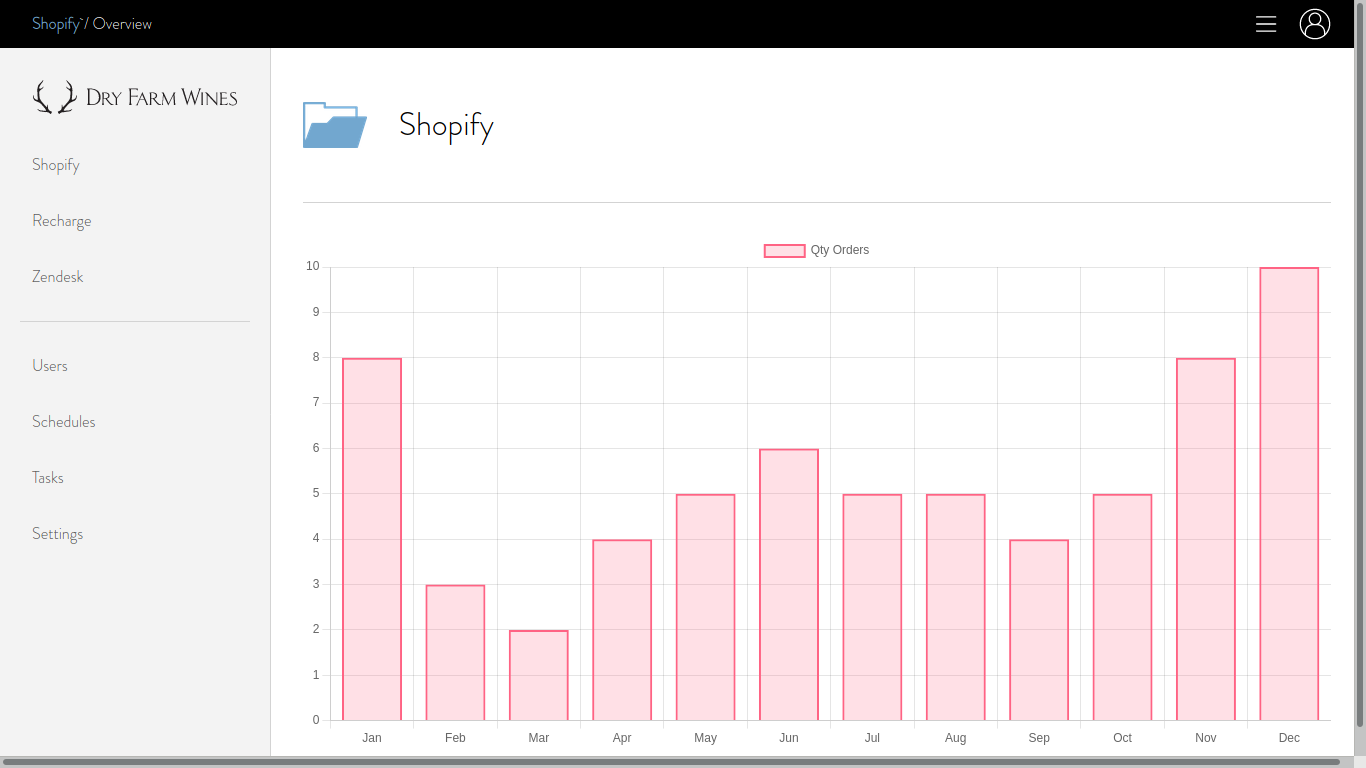 Shopify / Overview
DRY FARM WINES
Shopify
Recharge
Zendesk
Users
Schedules
Tasks
Settings
Shopify
Qty Orders
10
9
8
7
6
5
4
3
2
1
0
Jan Feb Mar Apr May Jun Jul Aug Sep Oct Nov Dec